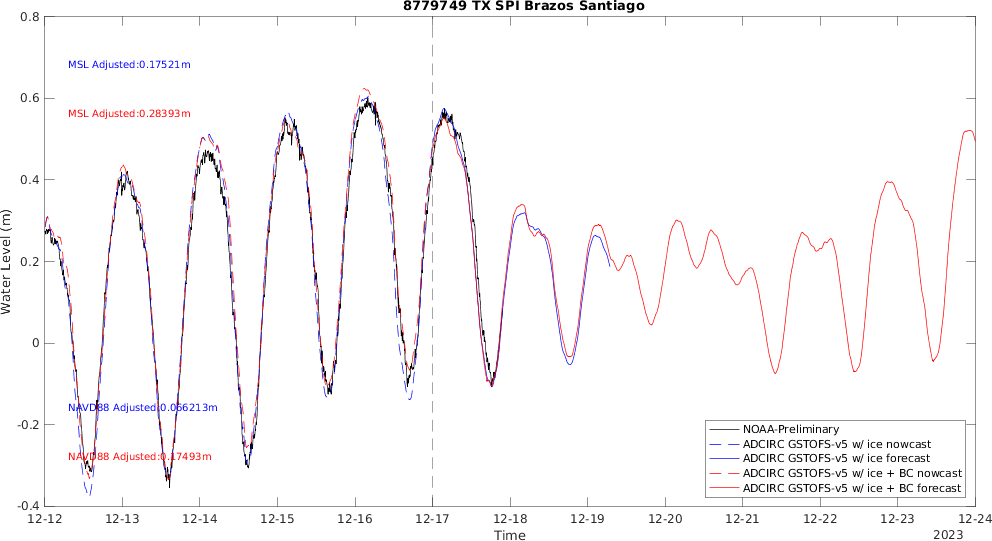 8779749 TX SPI Brazos Santiago
0.8
0.6
0.4
0.2
0
-0.2
-0.4
Water Level (m)
MSL Adjusted:0.17521
MSL Adjusted:0.28393
NAVD88 Adjusted:0.066213m
NAVD88 Adjusted:0.17493m
NOAA-Preliminary
ADCIRC GSTOFS-v5 w/ ice nowcast
ADCIRC GSTOFS-v5 w/ ice forecast
ADCIRC GSTOFS-v5 w/ ice + BC nowcast
ADCIRC GSTOFS-v5 w/ ice + BC forecast
12-12 12-13 12-14 12-15 12-16 12-17 12-18 12-19 12-20 12-21 12-22 12-23 12-24
Time
2023